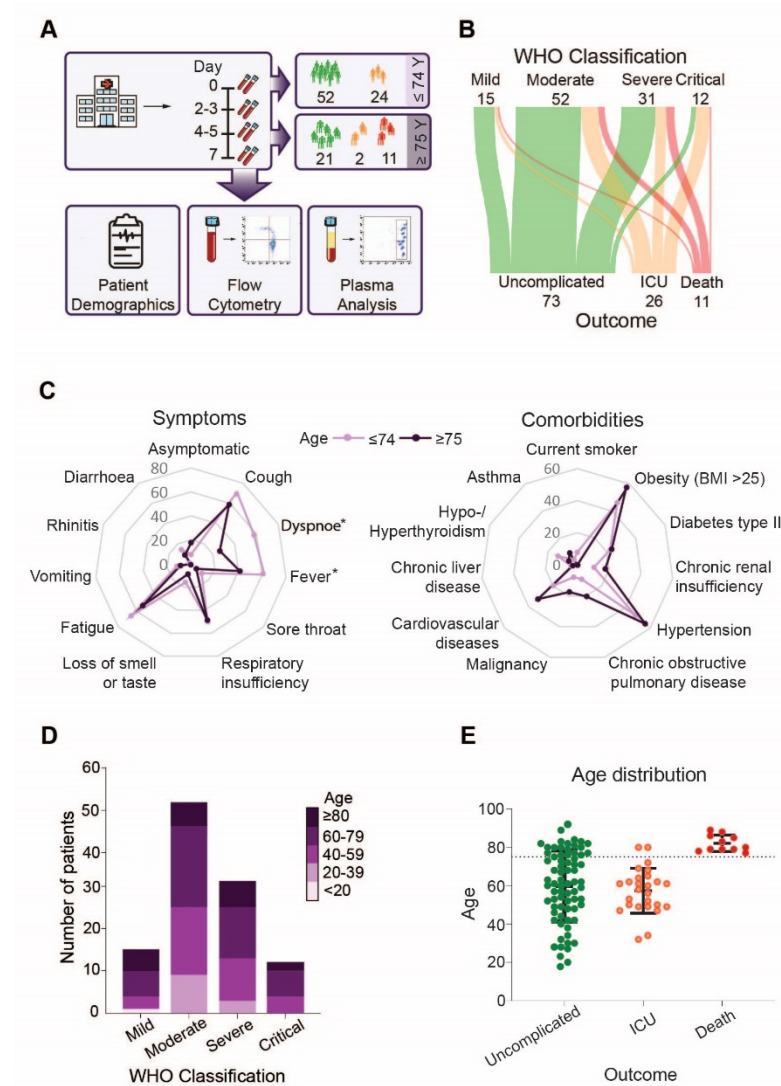 A
Day
0
2-3
4-5
7
52 24
≤ 74 Y
21 2 11
≥ 75 Y
Patient
Demographics
Flow
Cytometry
Plasma
Analysis
B
WHO Classification
Mild Moderate Severe Critical
15 52 31 12
Uncomplicated ICU Death
73 26 11
Outcome
C
Symptoms
Age ≤74 ≥75
Asymptomatic
Cough
Dyspnoe*
Fever*
Sore throat
Respiratory
insufficiency
Loss of smell
or taste
Fatigue
Vomiting
Rhinitis
Diarrhoea
80
60
40
20
0
Comorbidities
Current smoker
Obesity (BMI >25)
Diabetes type II
Chronic renal
insufficiency
Hypertension
Chronic obstructive
pulmonary disease
Malignancy
Cardiovascular
diseases
Chronic liver
disease
Hypo-/
Hyperthyroidism
Asthma
60
40
20
0
D
Number of patients
60
50
40
30
20
10
0
Age
≥80
60-79
40-59
20-39
<20
Mild Moderate Severe Critical
WHO Classification
E
Age distribution
Age
100
80
60
40
20
0
Uncomplicated ICU Death
Outcome